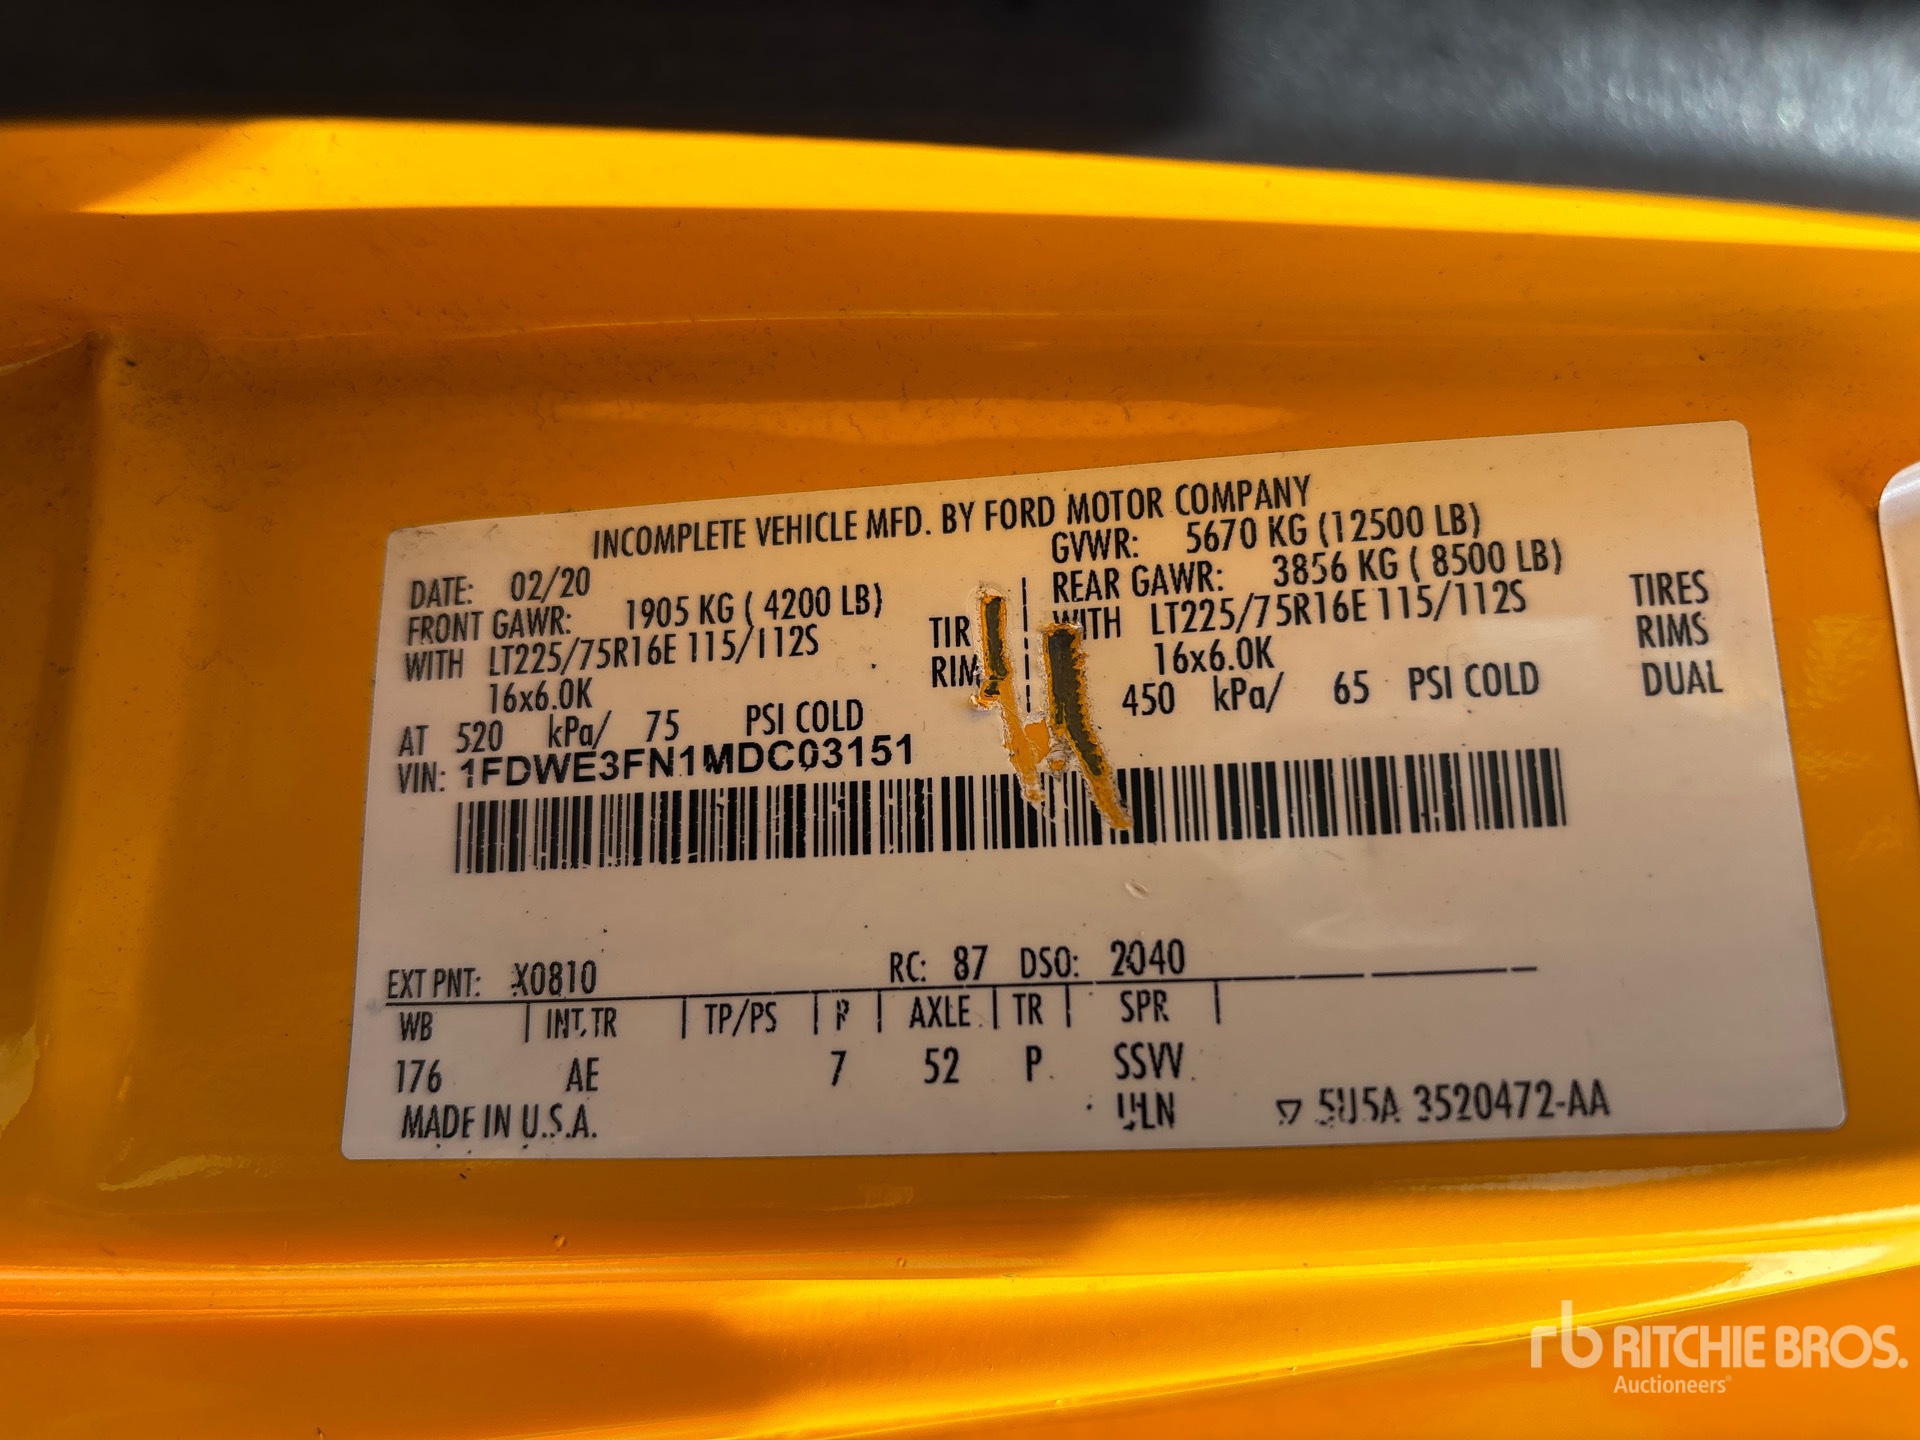 INCOMPLETE VEHICLE MFD. BY FORD MOTOR COMPANY
DATE: 02/20 GVWR: 5670 KG (12500 LB)
FRONT GAWR: 1905 KG ( 4200 LB) REAR GAWR: 3856 KG ( 8500 LB)
WITH LT225/75R16E 115/112S TIR WITH LT225/75R16E 115/112S TIRES
16x6.0K RIM 16x6.0K RIMS
AT 520 kPa/ 75 PSI COLD 450 kPa/ 65 PSI COLD DUAL
VIN: 1FDWE3FN1MDC03151
EXT PNT: X0810 RC: 87 DSO: 2040
WB | INT.TR | TP/PS | R | AXLE | TR | SPR |
176 AE 7 52 P SSVV
MADE IN U.S.A. ULN 5U5A 3520472-AA
rb RITCHIE BROS.
Auctioneers